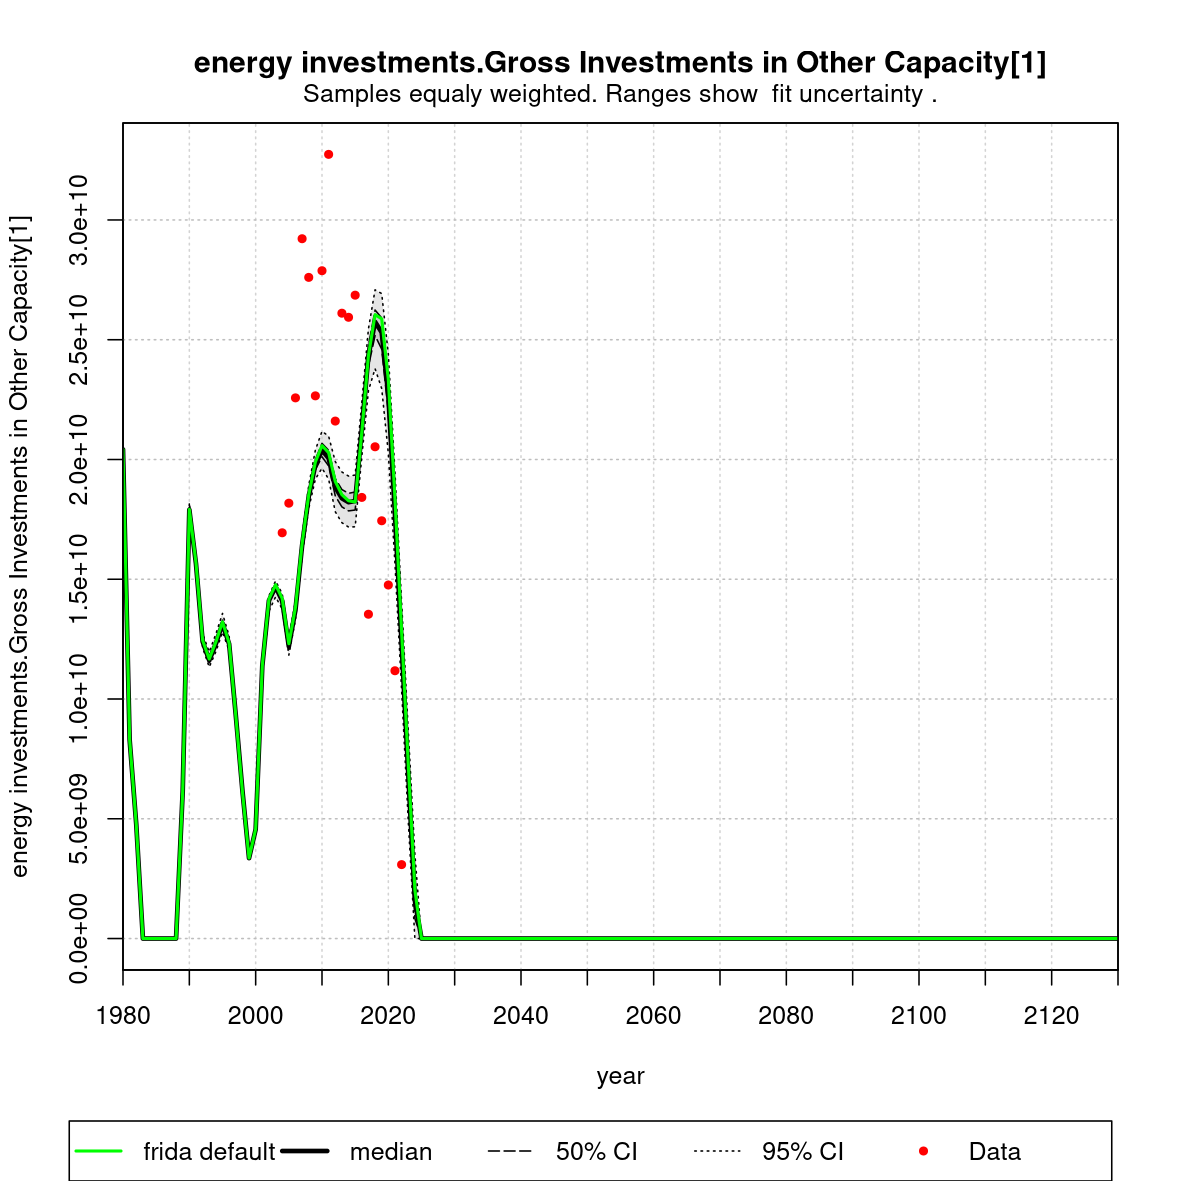 energy investments.Gross Investments in Other Capacity[1]
Samples equaly weighted. Ranges show  fit uncertainty .
energy investments.Gross Investments in Other Capacity[1]
3.0e+10
2.5e+10
2.0e+10
1.5e+10
1.0e+10
5.0e+09
0.0e+00
1980 2000 2020 2040 2060 2080 2100 2120
year
frida default median 50% CI 95% CI Data